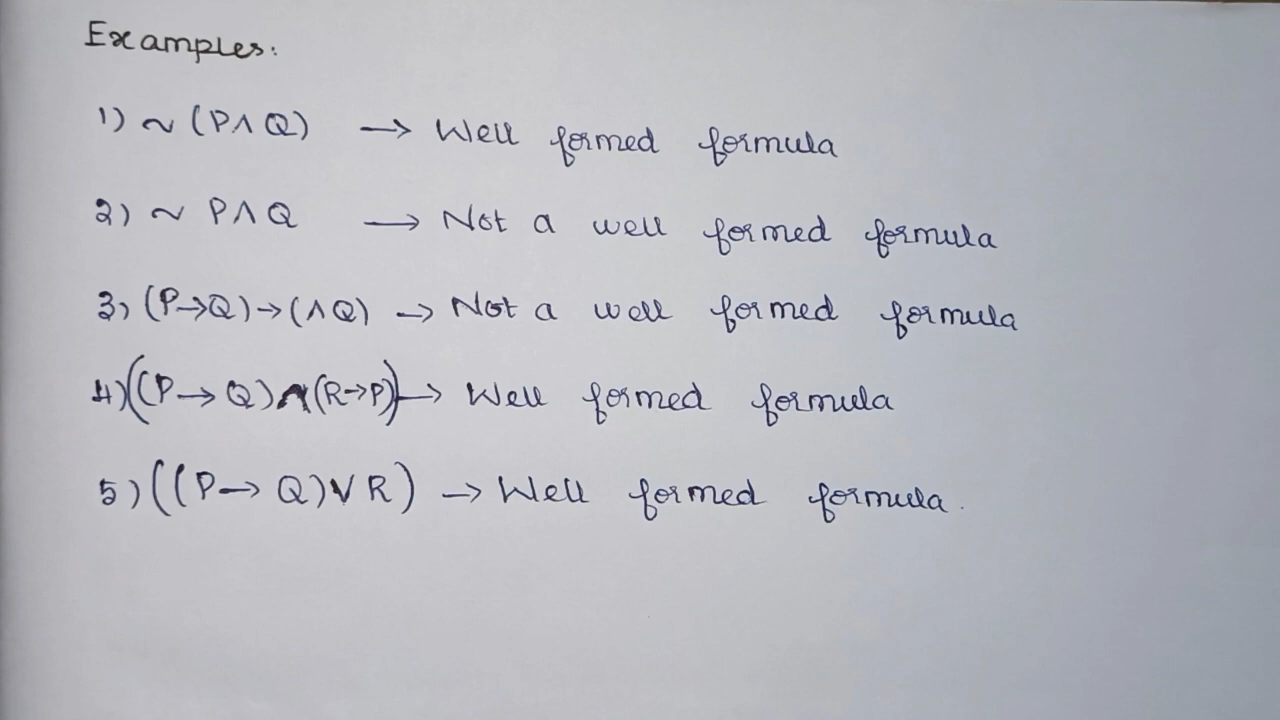 Examples:
1) ~ (P∧Q) → Well formed formula
2) ~ P∧Q → Not a well formed formula
3) (P→Q)→(∧Q) → Not a well formed formula
4) ((P→Q)∧(R→P)) → Well formed formula
5) ((P→Q)∨R) → Well formed formula.